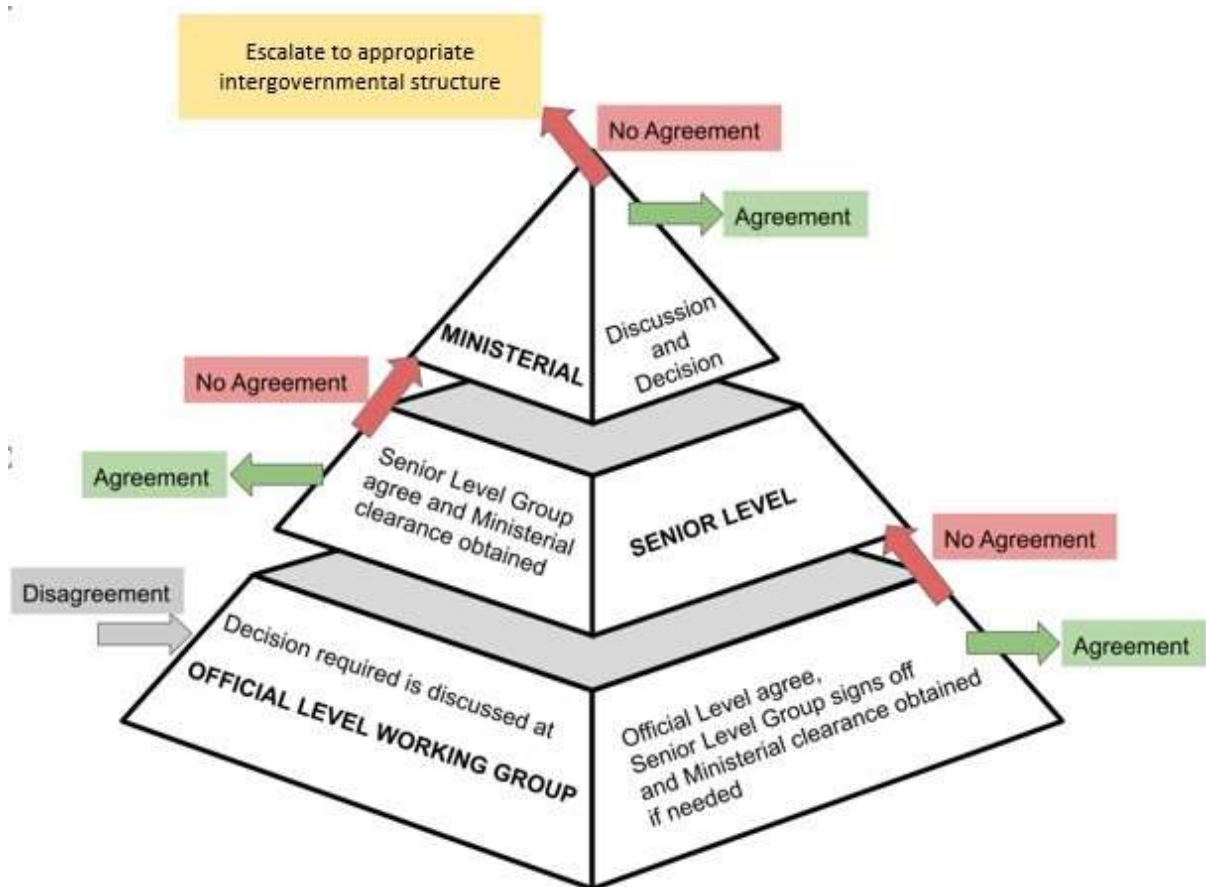 Escalate to appropriate
intergovernmental structure
No Agreement
Agreement
MINISTERIAL
Discussion
and
Decision
No Agreement
Agreement
Senior Level Group
agree and Ministerial
clearance obtained
SENIOR LEVEL
No Agreement
Disagreement
Decision required is discussed at
OFFICIAL LEVEL WORKING GROUP
Official Level agree,
Senior Level Group signs off
and Ministerial clearance obtained
if needed
Agreement